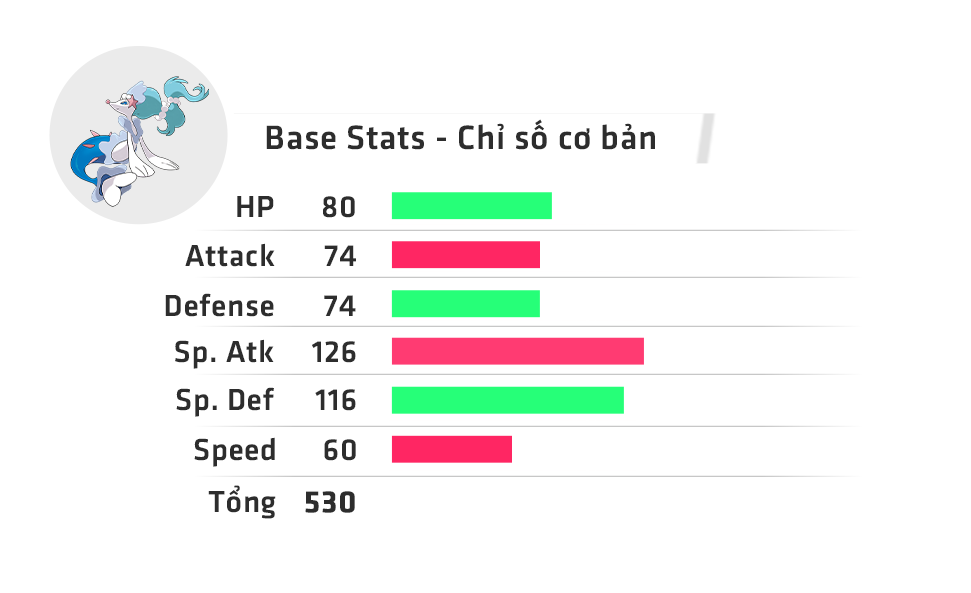 Base Stats - Chỉ số cơ bản
HP 80
Attack 74
Defense 74
Sp. Atk 126
Sp. Def 116
Speed 60
Tổng 530